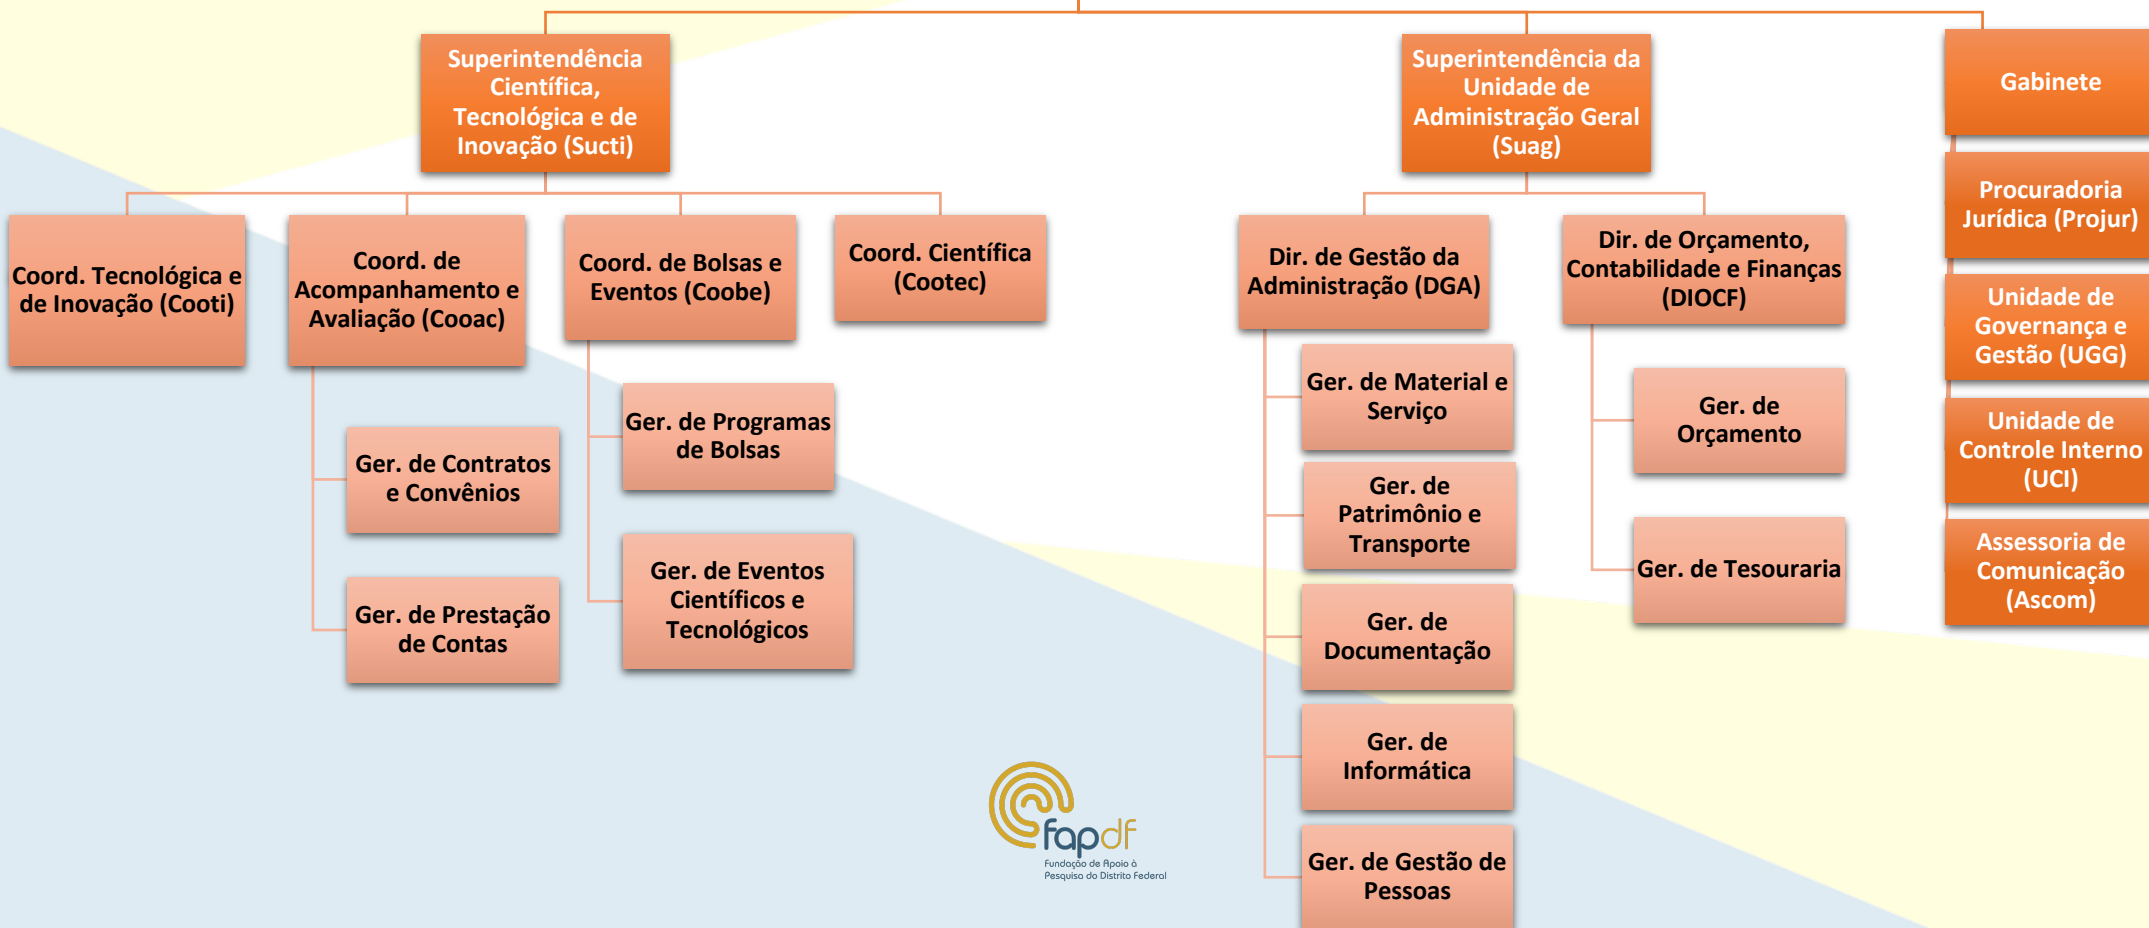 Superintendência
Científica,
Tecnológica e de
Inovação (Sucti)
Superintendência da
Unidade de
Administração Geral
(Suag)
Gabinete
Procuradoria
Jurídica (Projur)
Unidade de
Governança e
Gestão (UGG)
Unidade de
Controle Interno
(UCI)
Assessoria de
Comunicação
(Ascom)
Coord. Tecnológica e
de Inovação (Cooti)
Coord. de
Acompanhamento e
Avaliação (Cooac)
Ger. de Contratos
e Convênios
Ger. de Prestação
de Contas
Coord. de Bolsas e
Eventos (Coobe)
Ger. de Programas
de Bolsas
Ger. de Eventos
Científicos e
Tecnológicos
Coord. Científica
(Cootec)
Dir. de Gestão da
Administração (DGA)
Ger. de Material e
Serviço
Ger. de
Patrimônio e
Transporte
Ger. de
Documentação
Ger. de
Informática
Ger. de Gestão de
Pessoas
Dir. de Orçamento,
Contabilidade e Finanças
(DIOCF)
Ger. de
Orçamento
Ger. de Tesouraria
fapdf
Fundação de Apoio à
Pesquisa do Distrito Federal